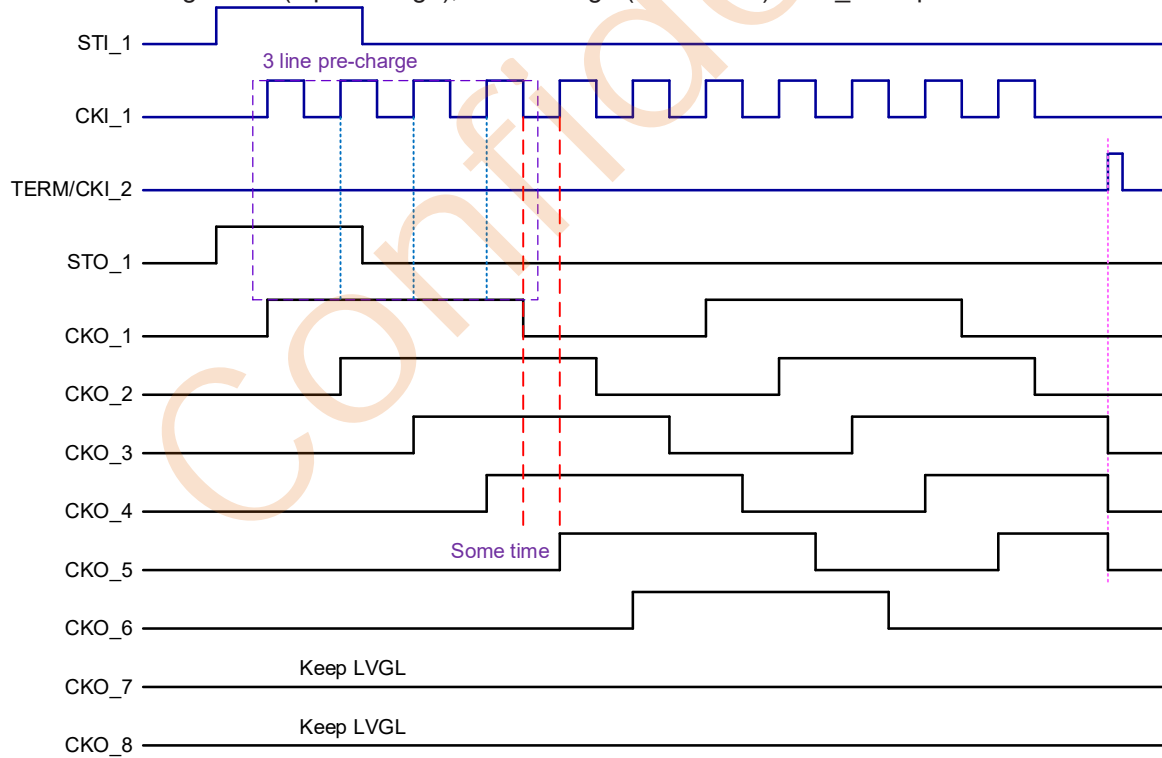 STI_1
3 line pre-charge
CKI_1
TERM/CKI_2
STO_1
CKO_1
CKO_2
CKO_3
CKO_4
Some time
CKO_5
CKO_6
Keep LVGL
CKO_7
Keep LVGL
CKO_8